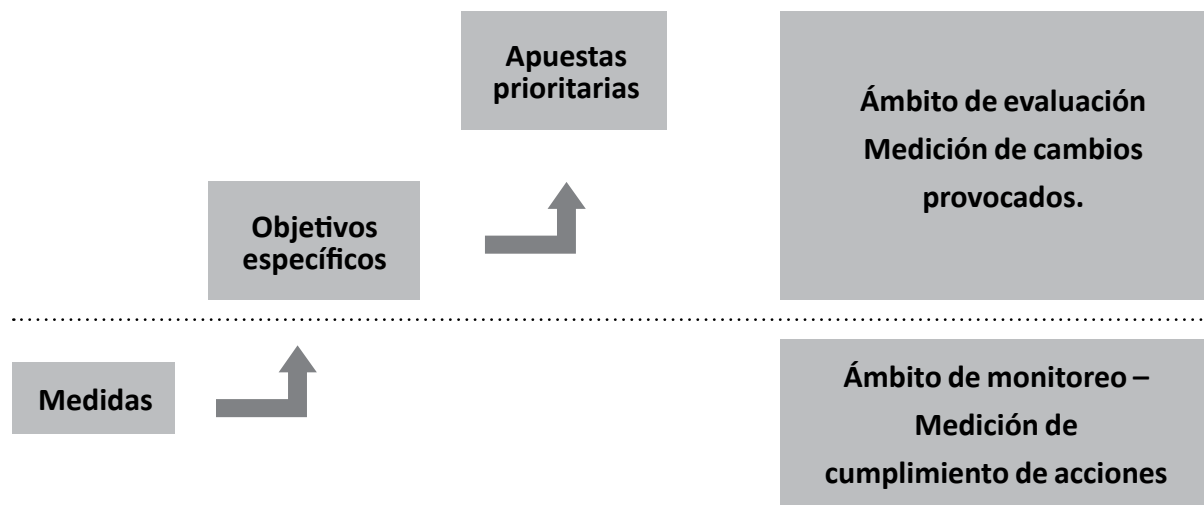 Apuestas
prioritarias
Ámbito de evaluación
Medición de cambios
provocados.
Objetivos
específicos
Medidas
Ámbito de monitoreo –
Medición de
cumplimiento de acciones